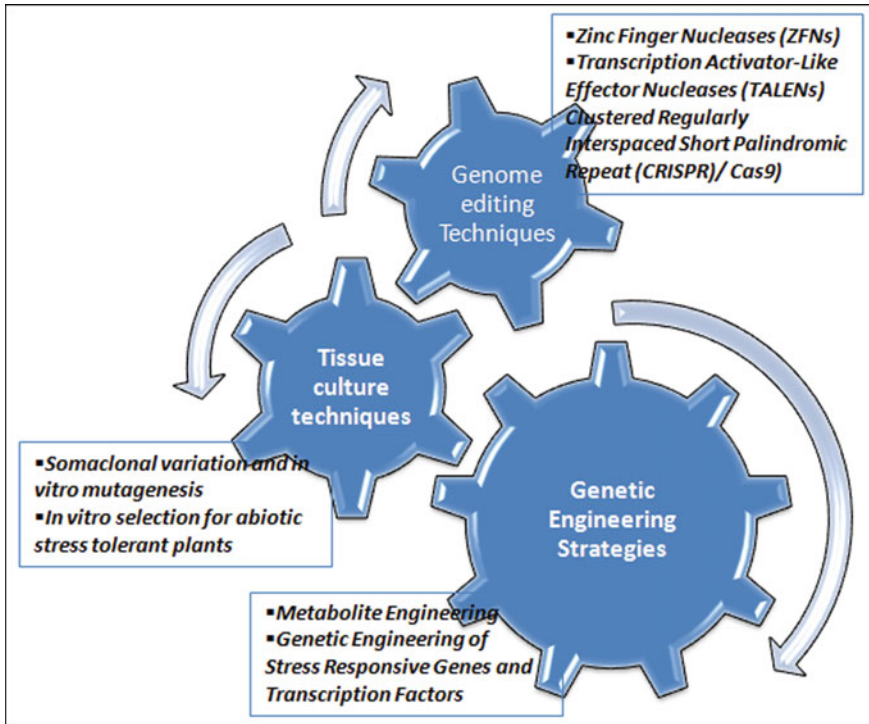 ▪Zinc Finger Nucleases (ZFNs)
▪Transcription Activator-Like
Effector Nucleases (TALENs)
Clustered Regularly
Interspaced Short Palindromic
Repeat (CRISPR)/ Cas9)
Genome
editing
Techniques
Tissue
culture
techniques
▪Somaclonal variation and in
vitro mutagenesis
▪In vitro selection for abiotic
stress tolerant plants
Genetic
Engineering
Strategies
▪Metabolite Engineering
▪Genetic Engineering of
Stress Responsive Genes and
Transcription Factors